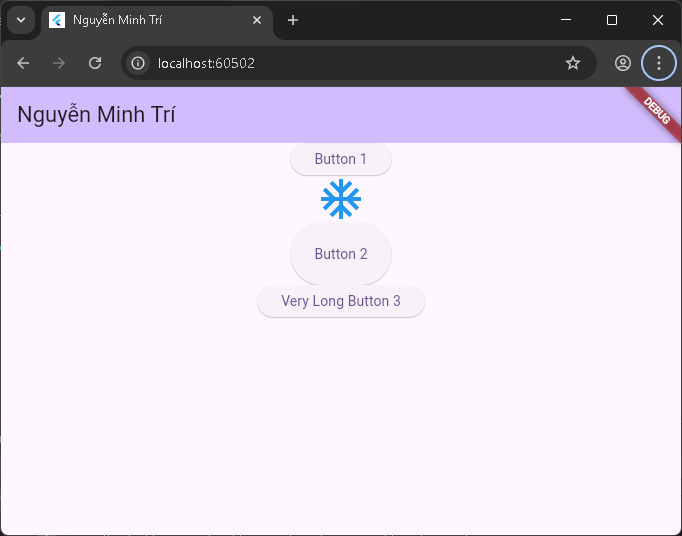 Nguyễn Minh Trí
localhost:60502
Nguyễn Minh Trí
DEBUG
Button 1
Button 2
Very Long Button 3